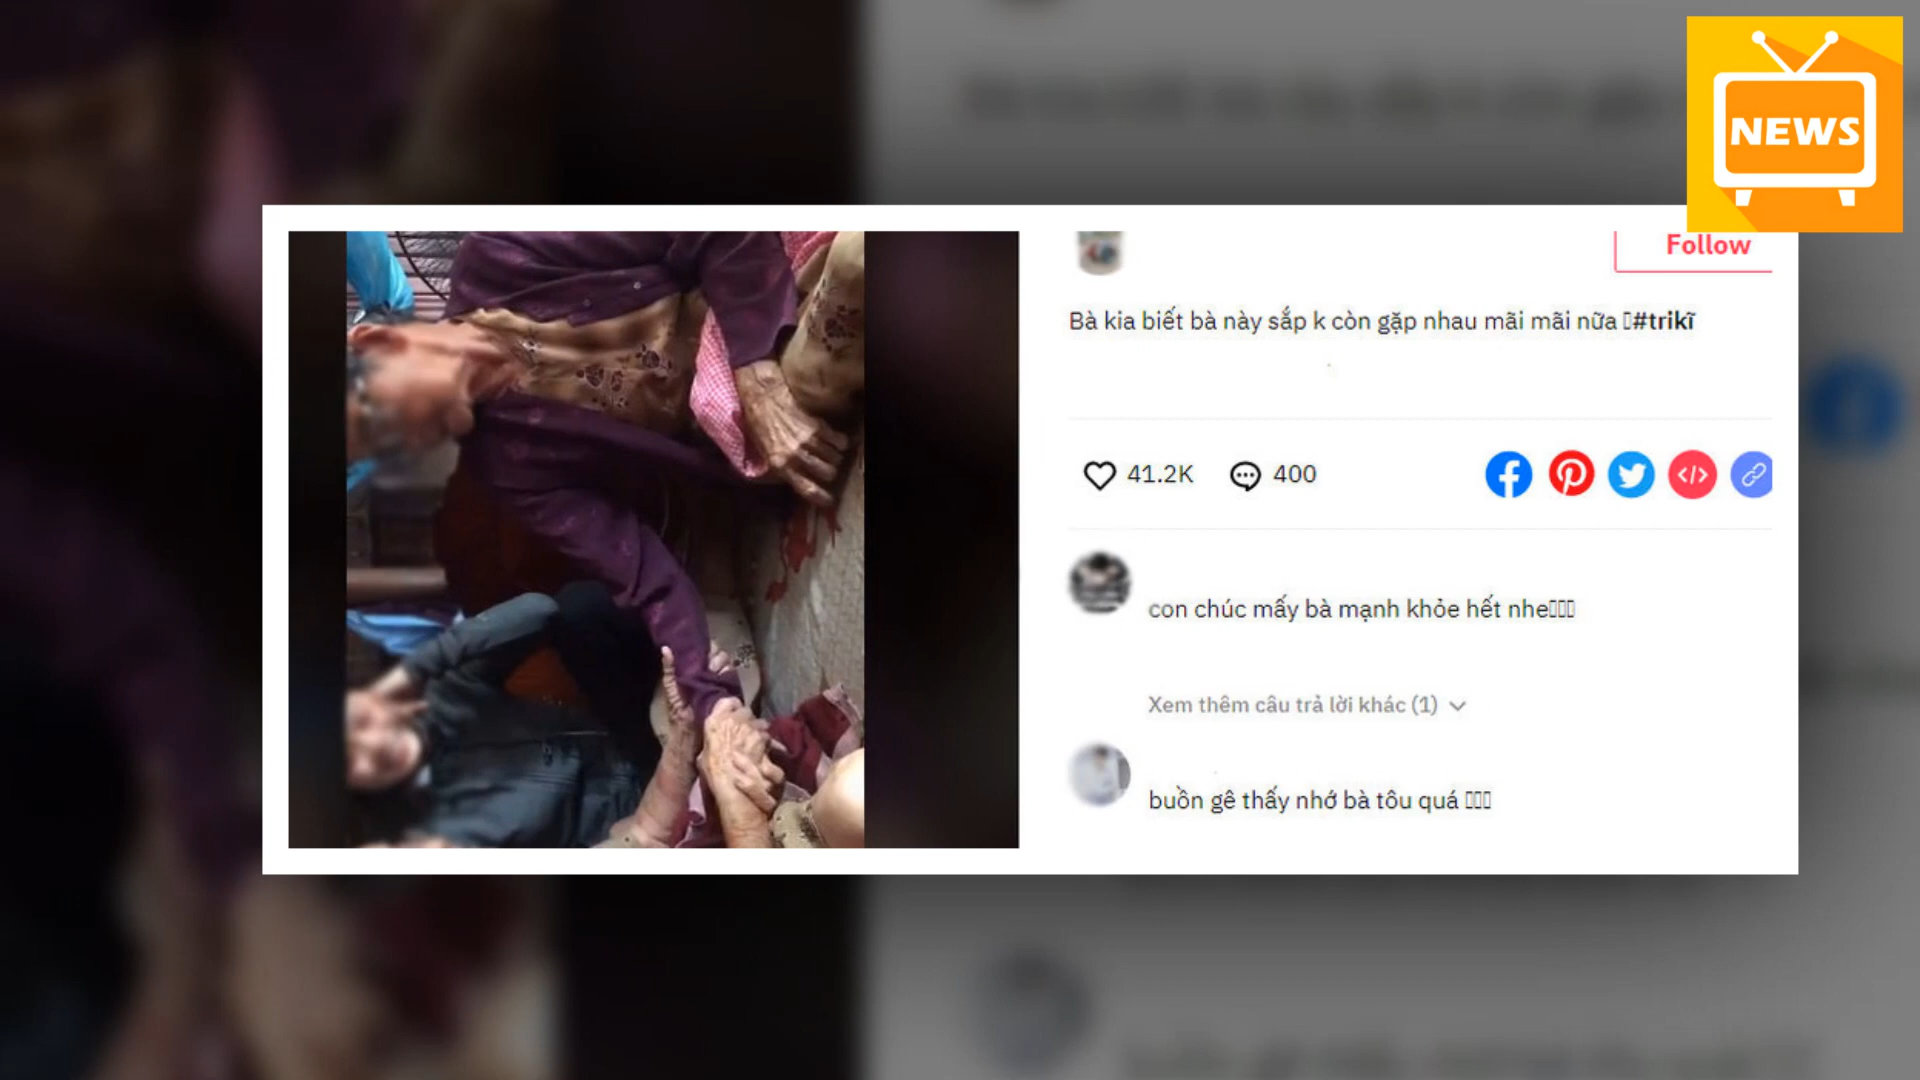 NEWS
Follow
Bà kia biết bà này sắp k còn gặp nhau mãi mãi nữa #trikĩ
41.2K 400
con chúc mấy bà mạnh khỏe hết nhe
Xem thêm câu trả lời khác (1)
buồn gê thấy nhớ bà tôu quá